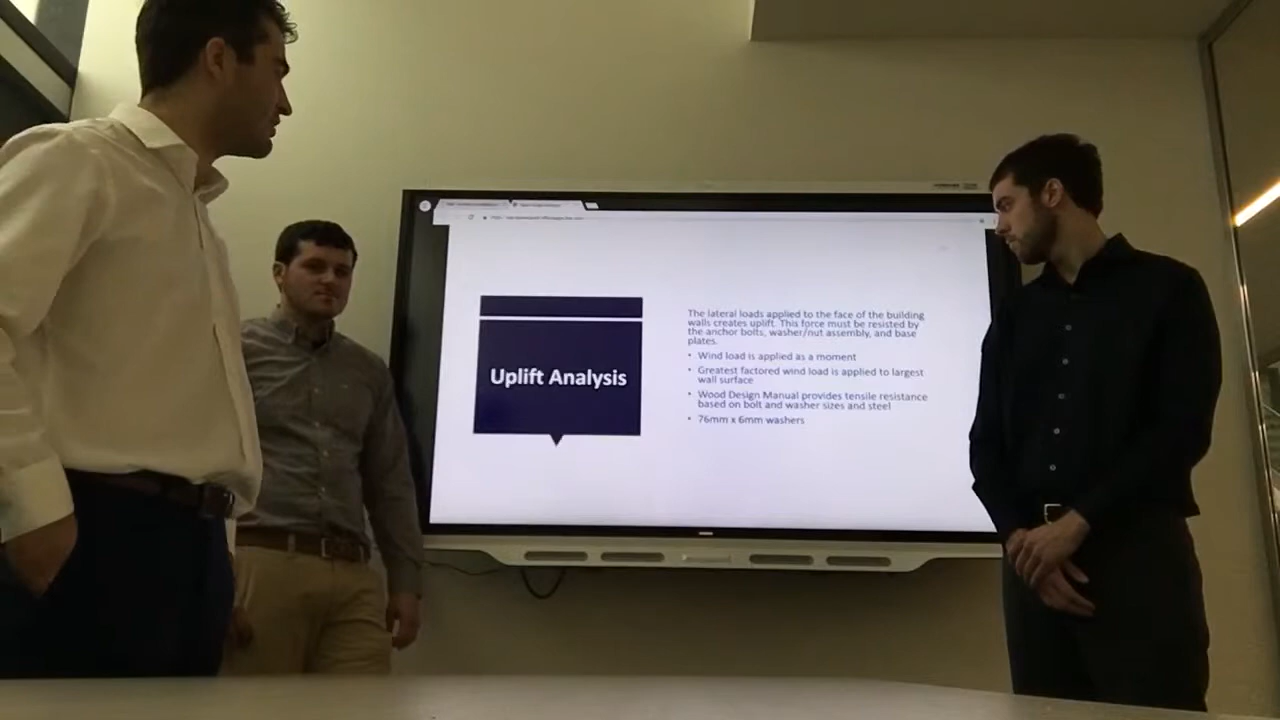 Uplift Analysis
The lateral loads applied to the face of the building
walls creates uplift. This force must be resisted by
the anchor bolts, washer/nut assembly, and base
plates.
• Wind load is applied as a moment
• Greatest factored wind load is applied to largest
wall surface
• Wood Design Manual provides tensile resistance
based on bolt and washer sizes and steel
• 76mm x 6mm washers